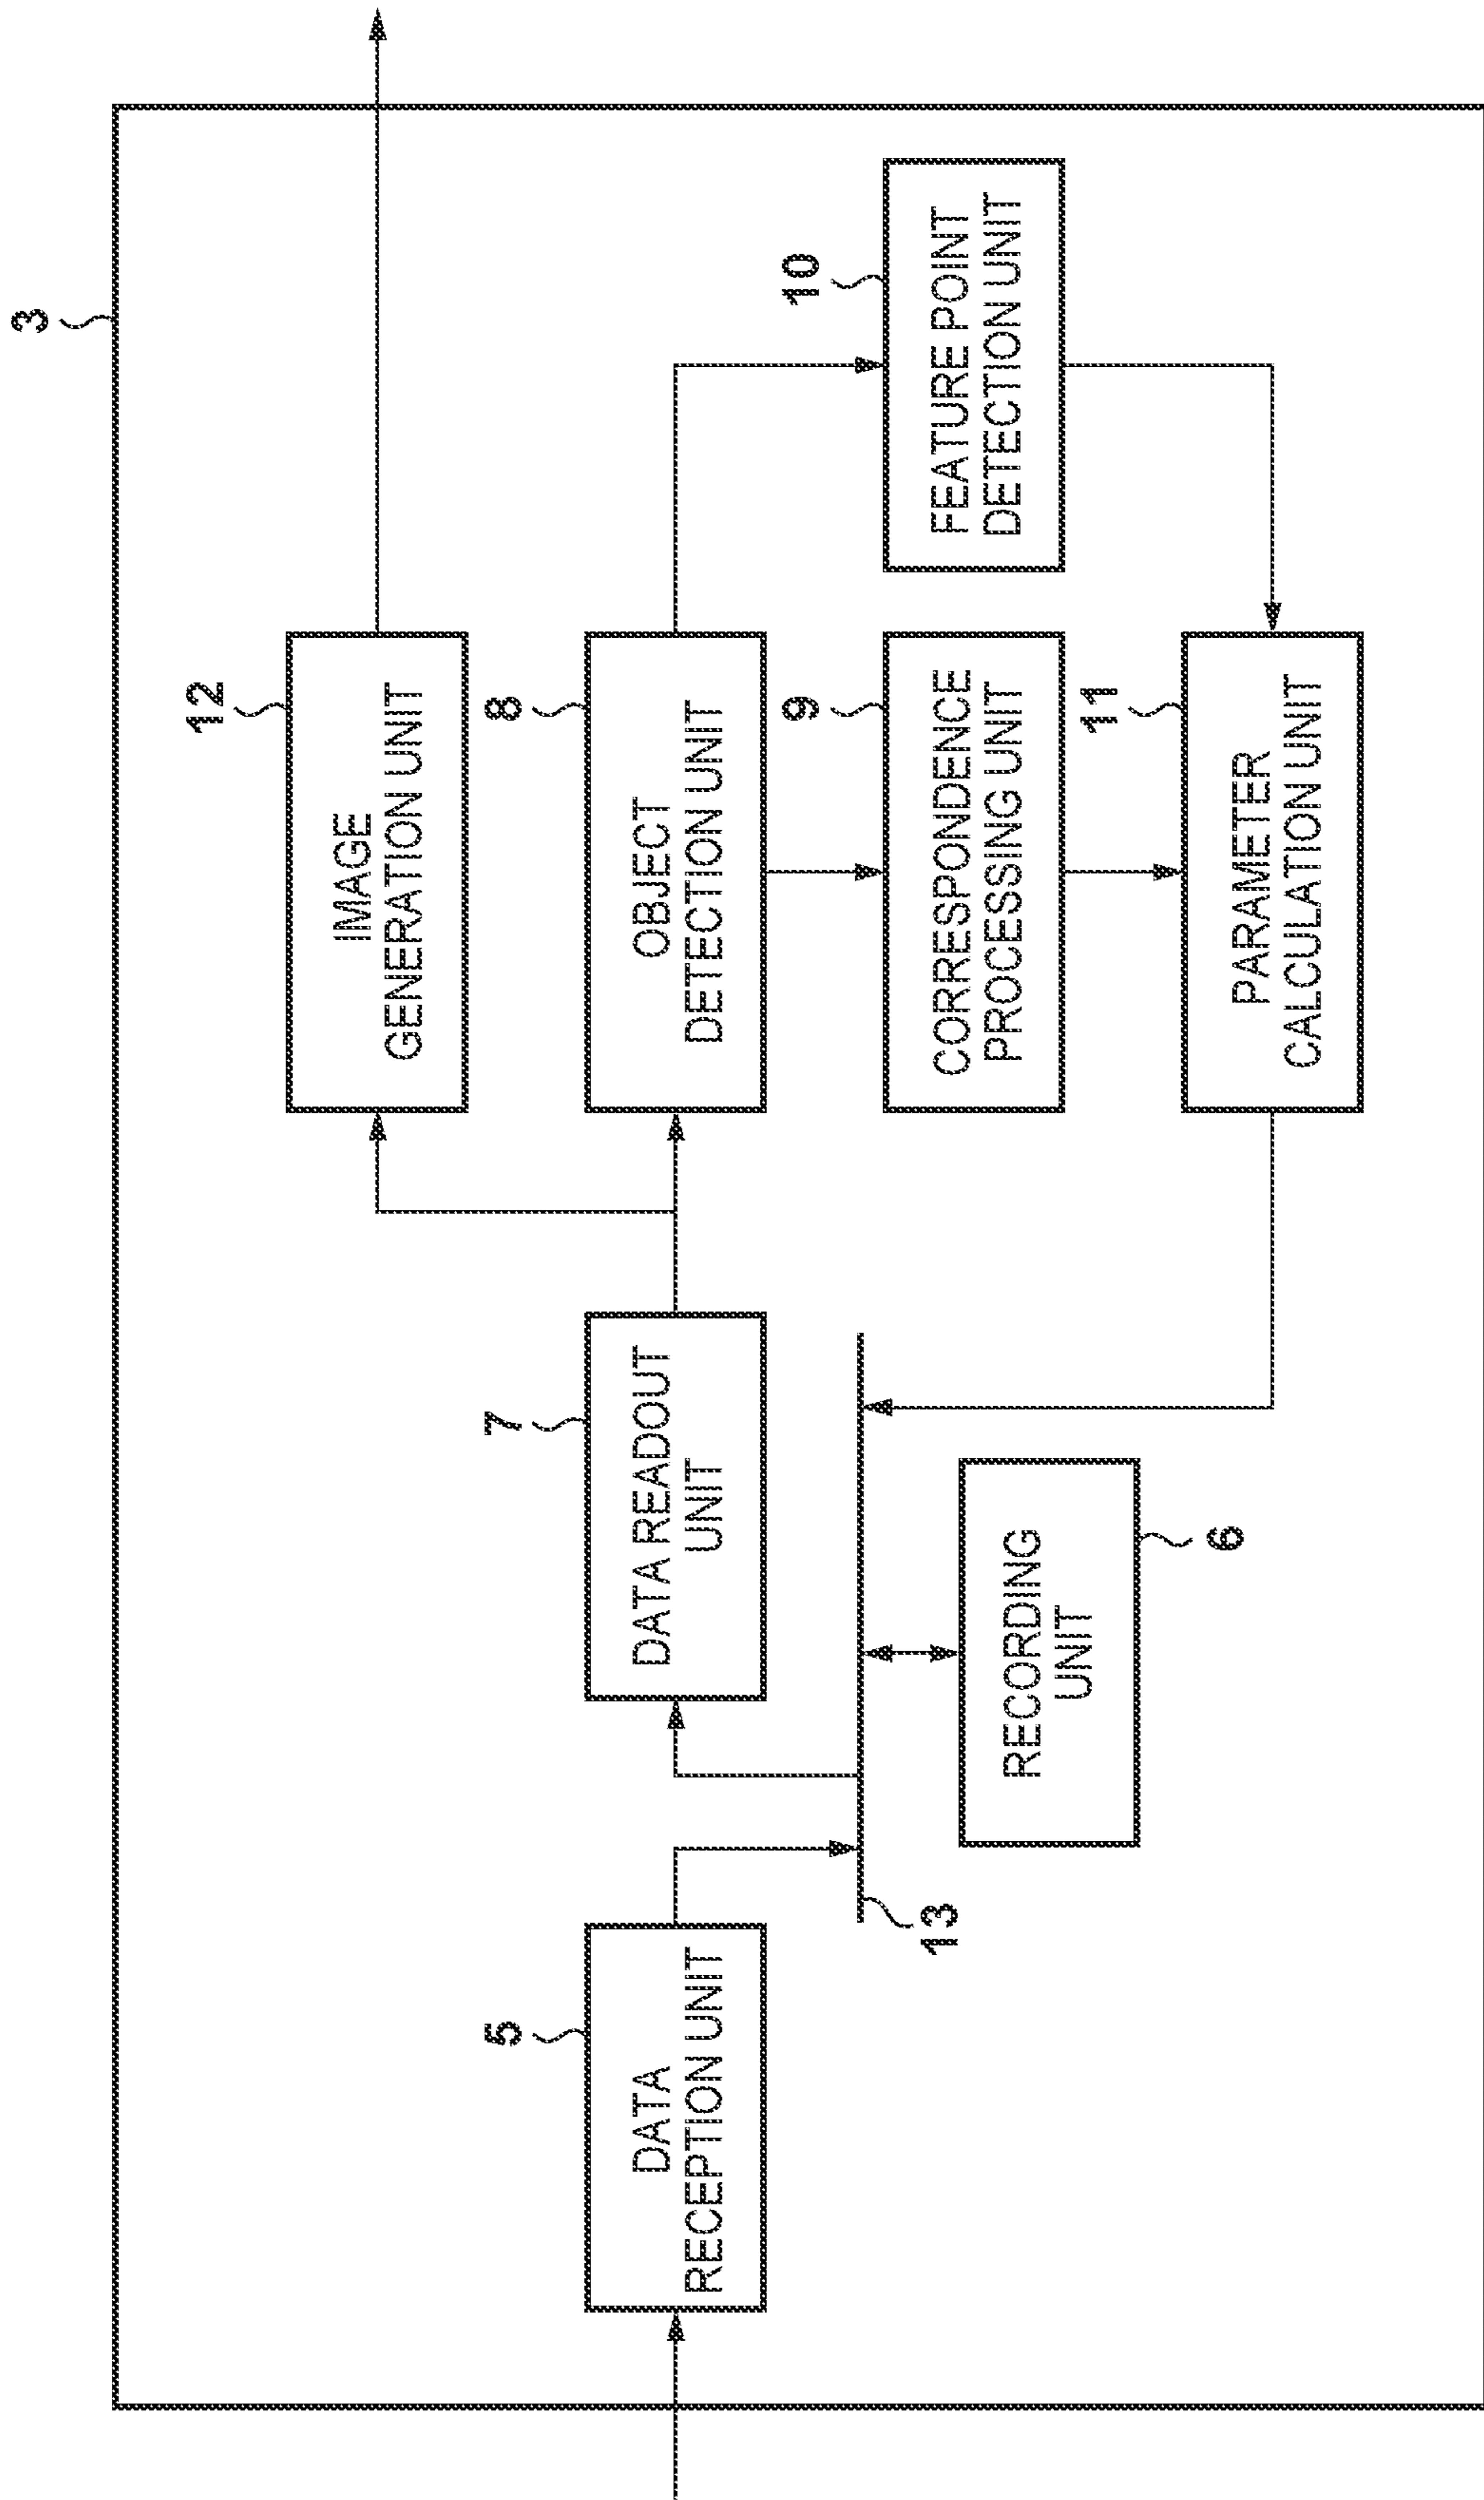 3
12
IMAGE
GENERATION UNIT
5
DATA
RECEPTION UNIT
7
DATA READOUT
UNIT
8
OBJECT
DETECTION UNIT
13
RECORDING
UNIT
6
9
CORRESPONDENCE
PROCESSING UNIT
10
FEATURE POINT
DETECTION UNIT
11
PARAMETER
CALCULATION UNIT